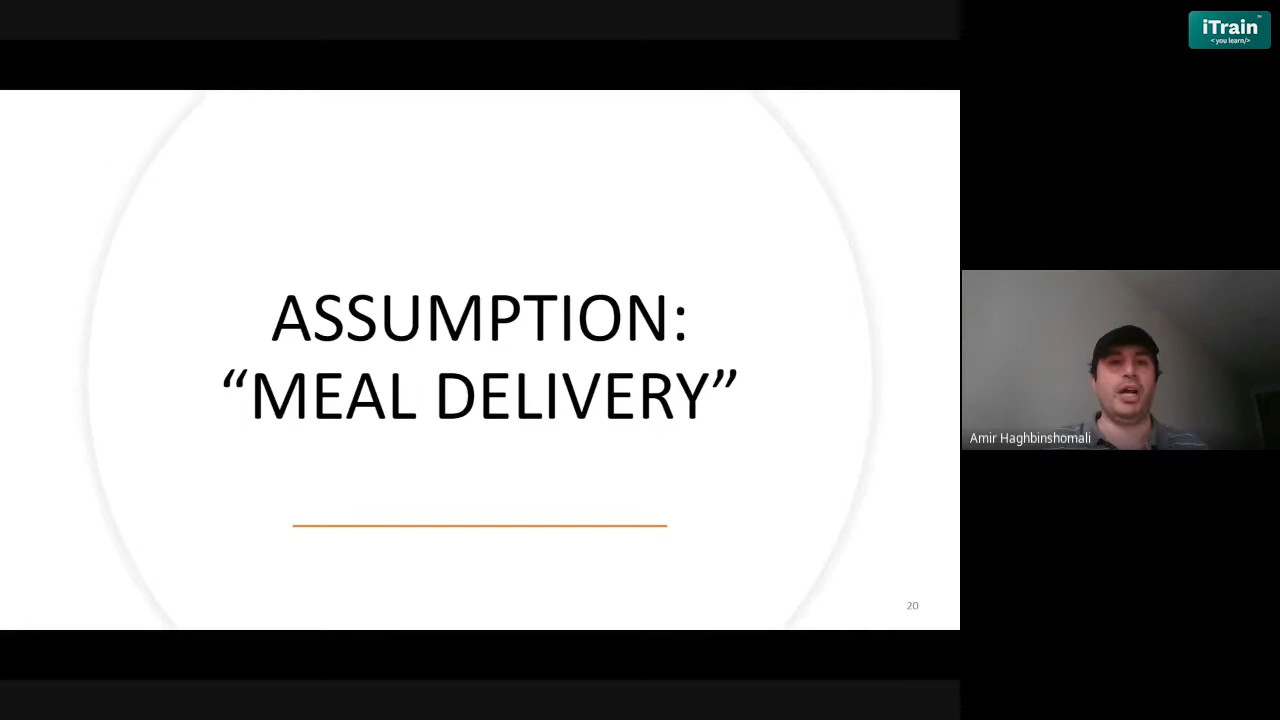 iTrain
< you learn/>
ASSUMPTION:
“MEAL DELIVERY”
Amir Haghbinshomali
20